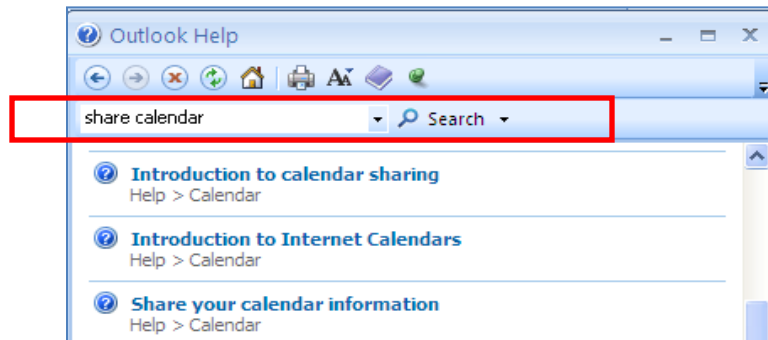 Outlook Help
share calendar Search
Introduction to calendar sharing
Help > Calendar
Introduction to Internet Calendars
Help > Calendar
Share your calendar information
Help > Calendar